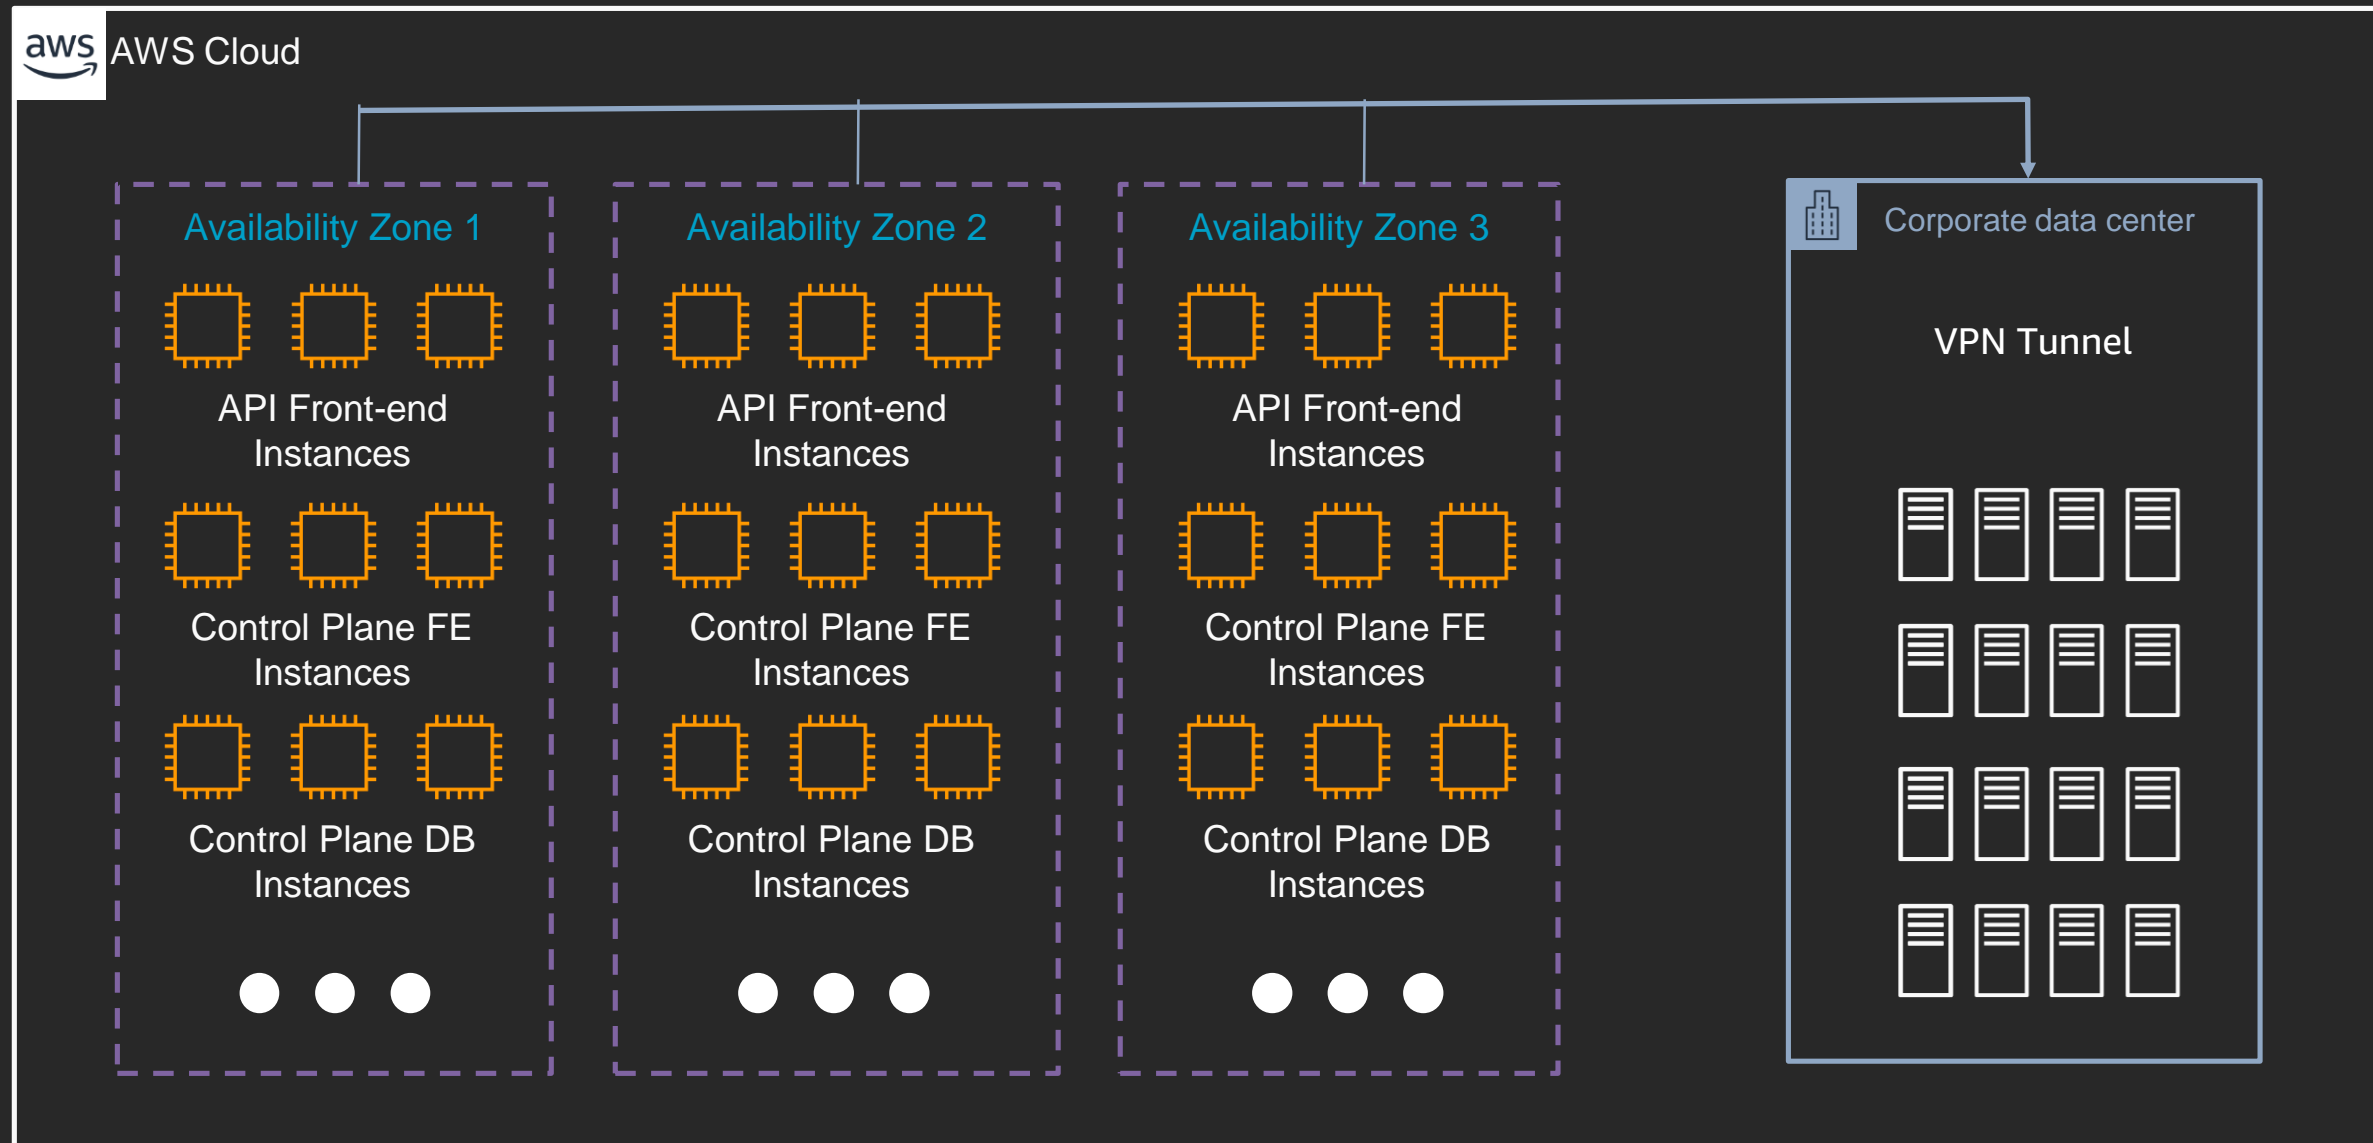 aws AWS Cloud
Availability Zone 1
API Front-end
Instances
Control Plane FE
Instances
Control Plane DB
Instances
Availability Zone 2
API Front-end
Instances
Control Plane FE
Instances
Control Plane DB
Instances
Availability Zone 3
API Front-end
Instances
Control Plane FE
Instances
Control Plane DB
Instances
Corporate data center
VPN Tunnel